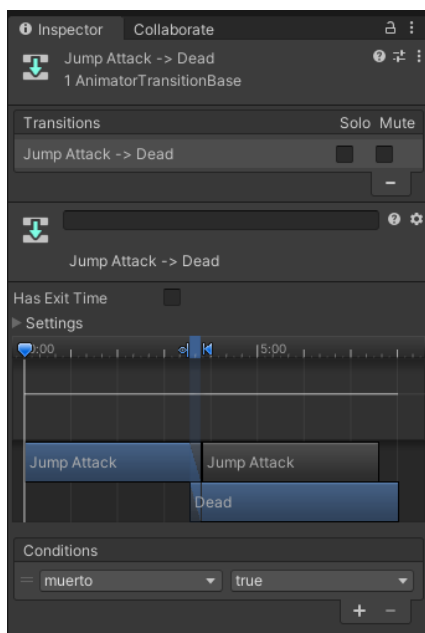 Inspector Collaborate
Jump Attack -> Dead
1 AnimatorTransitionBase
Transitions Solo Mute
Jump Attack -> Dead
Jump Attack -> Dead
Has Exit Time
Settings
0:00 5:00
Jump Attack Jump Attack
Dead
Conditions
muerto true